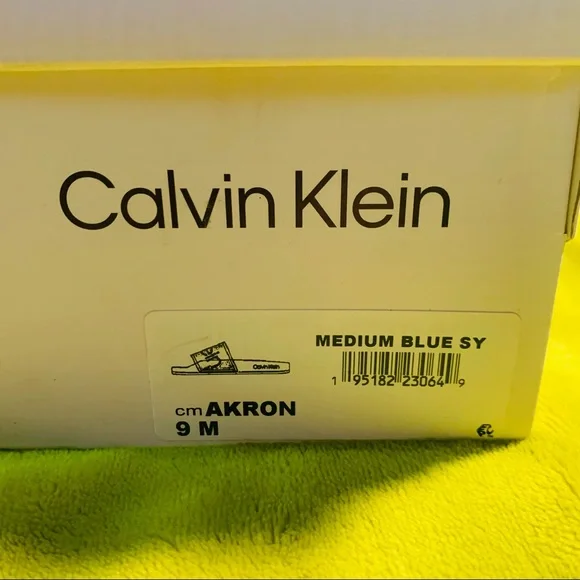 Calvin Klein
MEDIUM BLUE SY
Calvin Klein
1 95182 23064 9
cm AKRON
9 M